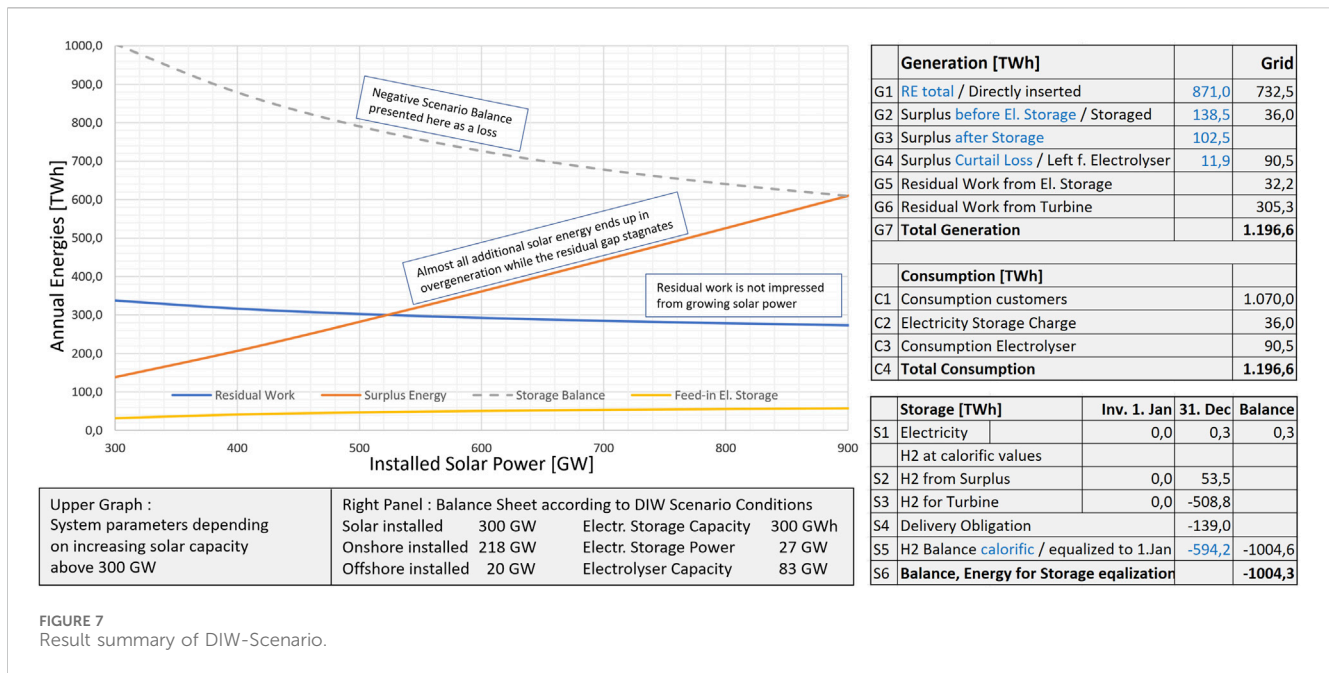 1000,0
900,0
800,0
700,0
600,0
500,0
400,0
300,0
200,0
100,0
0,0
Annual Energies [TWh]
Negative Scenario Balance
presented here as a loss
Almost all additional solar energy ends up in
overgeneration while the residual gap stagnates
Residual work is not impressed
from growing solar power
Residual Work Surplus Energy Storage Balance Feed-in El. Storage
300 400 500 600 700 800 900
Installed Solar Power [GW]
Upper Graph :
System parameters depending
on increasing solar capacity
above 300 GW
Right Panel : Balance Sheet according to DIW Scenario Conditions
Solar installed 300 GW Electr. Storage Capacity 300 GWh
Onshore installed 218 GW Electr. Storage Power 27 GW
Offshore installed 20 GW Electrolyser Capacity 83 GW
Generation [TWh] Grid
G1 RE total / Directly inserted 871,0 732,5
G2 Surplus before El. Storage / Storaged 138,5 36,0
G3 Surplus after Storage 102,5
G4 Surplus Curtail Loss / Left f. Electrolyser 11,9 90,5
G5 Residual Work from El. Storage 32,2
G6 Residual Work from Turbine 305,3
G7 Total Generation 1.196,6
Consumption [TWh]
C1 Consumption customers 1.070,0
C2 Electricity Storage Charge 36,0
C3 Consumption Electrolyser 90,5
C4 Total Consumption 1.196,6
Storage [TWh] Inv. 1. Jan 31. Dec Balance
S1 Electricity 0,0 0,3 0,3
H2 at calorific values
S2 H2 from Surplus 0,0 53,5
S3 H2 for Turbine 0,0 -508,8
S4 Delivery Obligation -139,0
S5 H2 Balance calorific / equalized to 1.Jan -594,2 -1004,6
S6 Balance, Energy for Storage eqalization -1004,3
FIGURE 7
Result summary of DIW-Scenario.